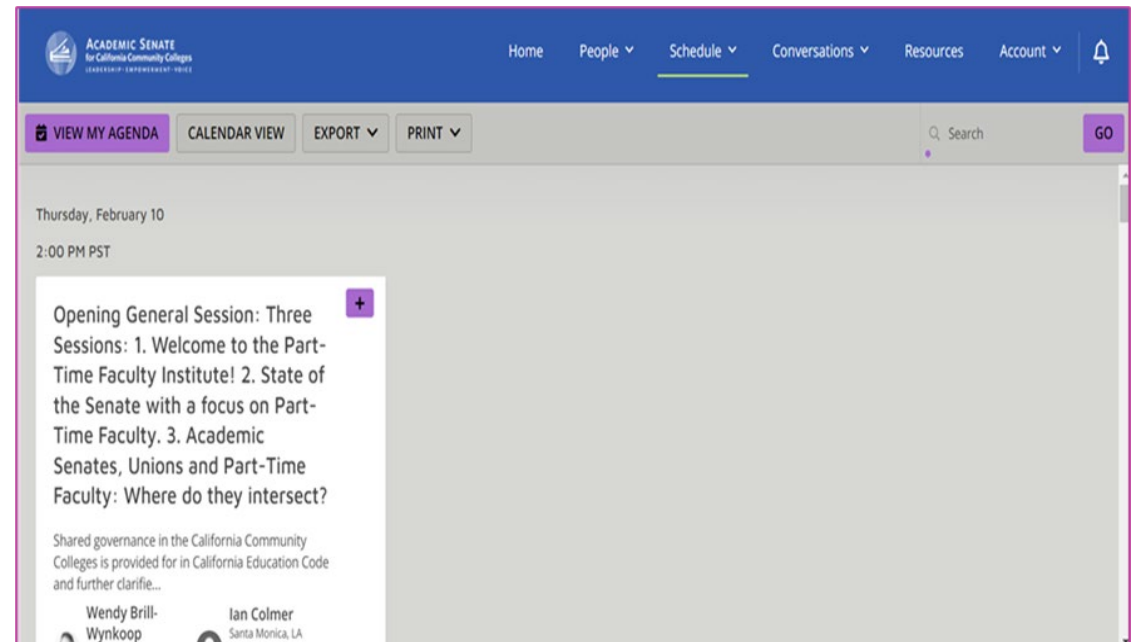 ACADEMIC SENATE
for California Community Colleges
LEADERSHIP · EMPOWERMENT · VOICE
Home People Schedule Conversations Resources Account
VIEW MY AGENDA CALENDAR VIEW EXPORT PRINT Search GO
Thursday, February 10
2:00 PM PST
+
Opening General Session: Three
Sessions: 1. Welcome to the Part-
Time Faculty Institute! 2. State of
the Senate with a focus on Part-
Time Faculty. 3. Academic
Senates, Unions and Part-Time
Faculty: Where do they intersect?
Shared governance in the California Community
Colleges is provided for in California Education Code
and further clarifie...
Wendy Brill- Ian Colmer
Wynkoop Santa Monica, LA